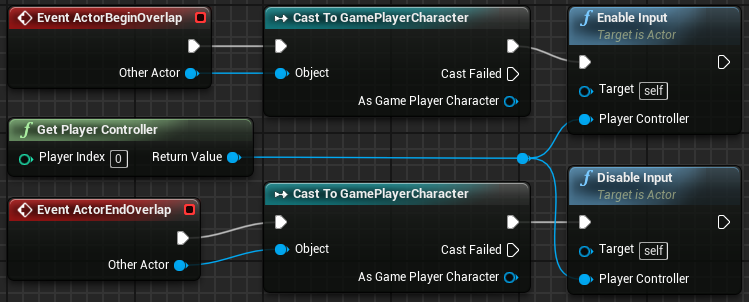 Event ActorBeginOverlap
Other Actor
Cast To GamePlayerCharacter
Object
Cast Failed
As Game Player Character
Enable Input
Target is Actor
Target self
Player Controller
Get Player Controller
Player Index 0 Return Value
Event ActorEndOverlap
Other Actor
Cast To GamePlayerCharacter
Object
Cast Failed
As Game Player Character
Disable Input
Target is Actor
Target self
Player Controller